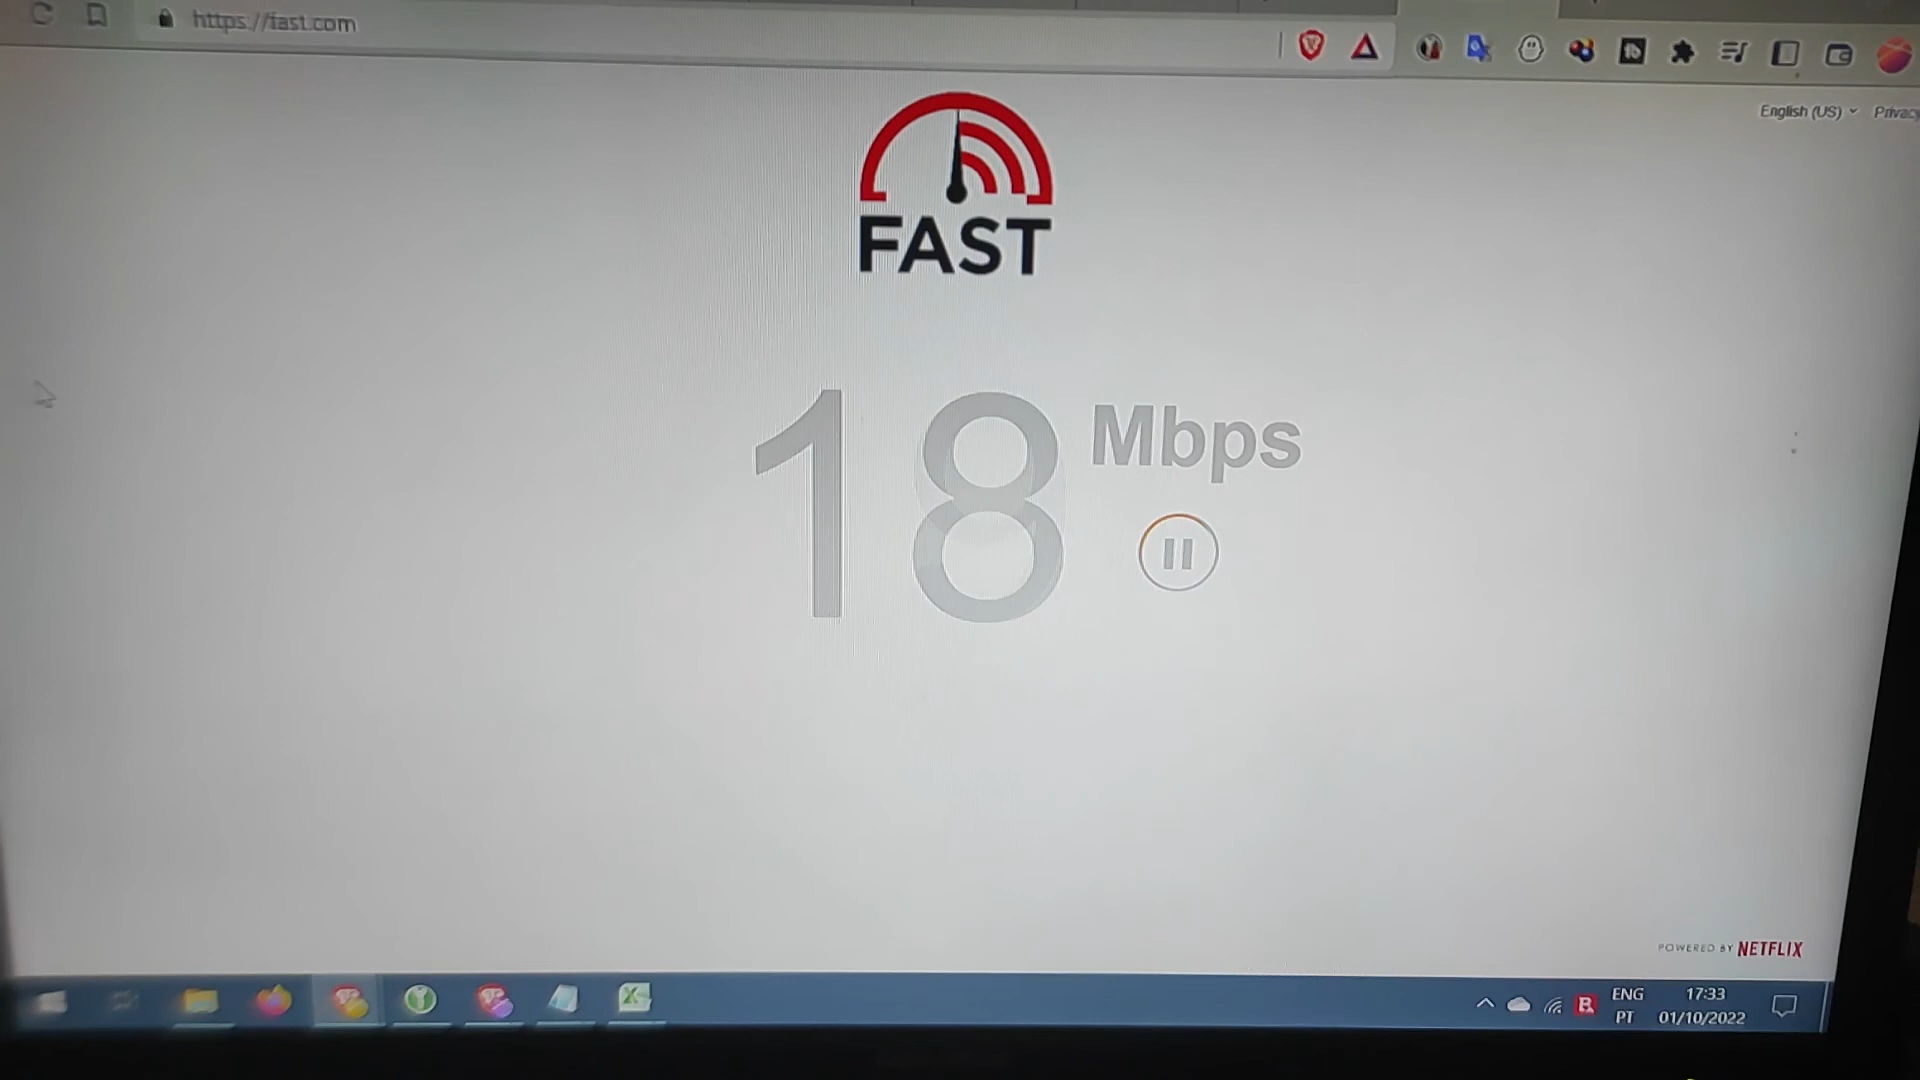 https://fast.com
English (US) Privacy
FAST
18 Mbps
POWERED BY NETFLIX
ENG 17:33
PT 01/10/2022